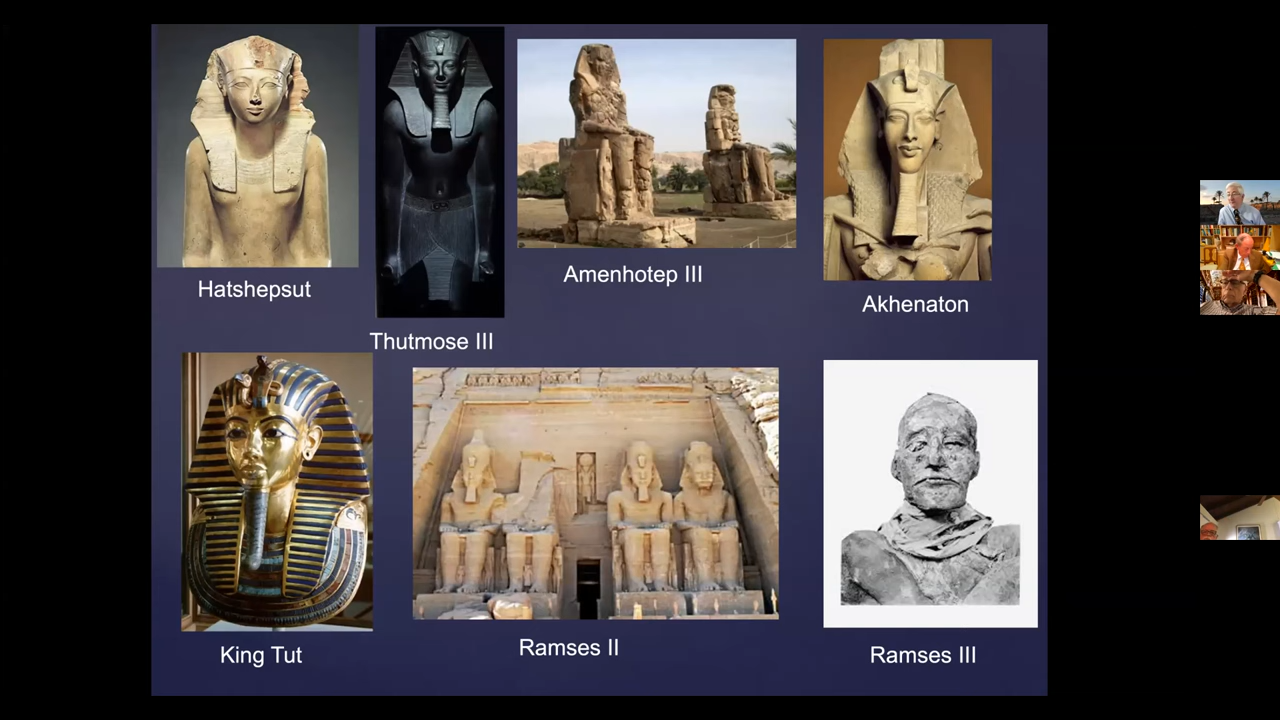 Hatshepsut
Thutmose III
Amenhotep III
Akhenaton
King Tut
Ramses II
Ramses III